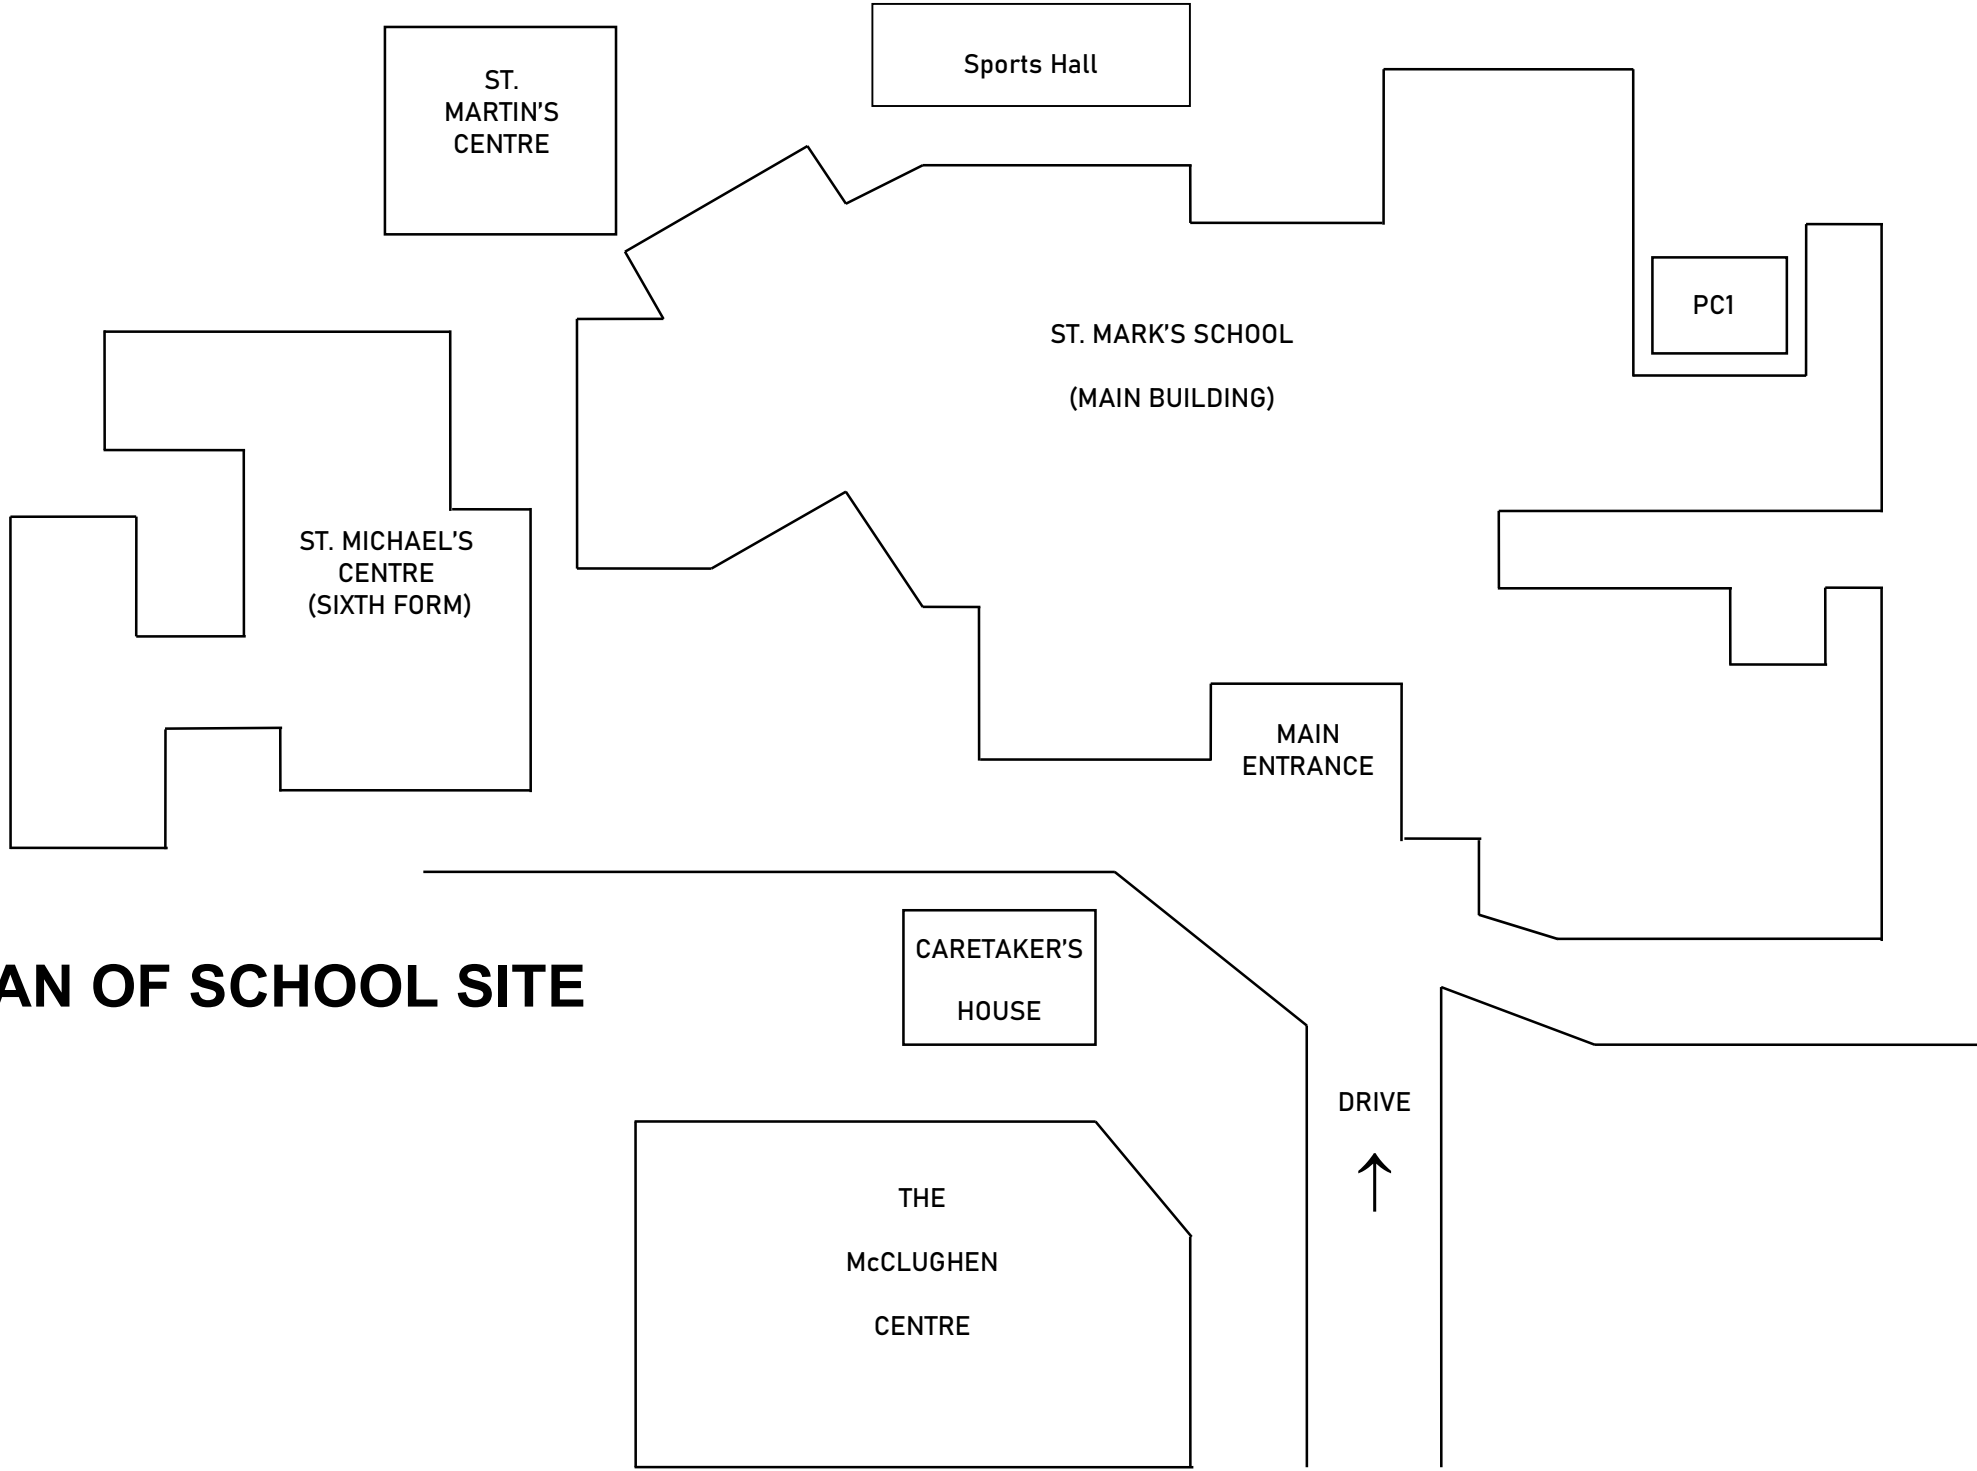 ST.
MARTIN'S
CENTRE
Sports Hall
PC1
ST. MARK'S SCHOOL
(MAIN BUILDING)
ST. MICHAEL'S
CENTRE
(SIXTH FORM)
MAIN
ENTRANCE
CARETAKER'S
HOUSE
AN OF SCHOOL SITE
DRIVE
THE
McCLUGHEN
CENTRE